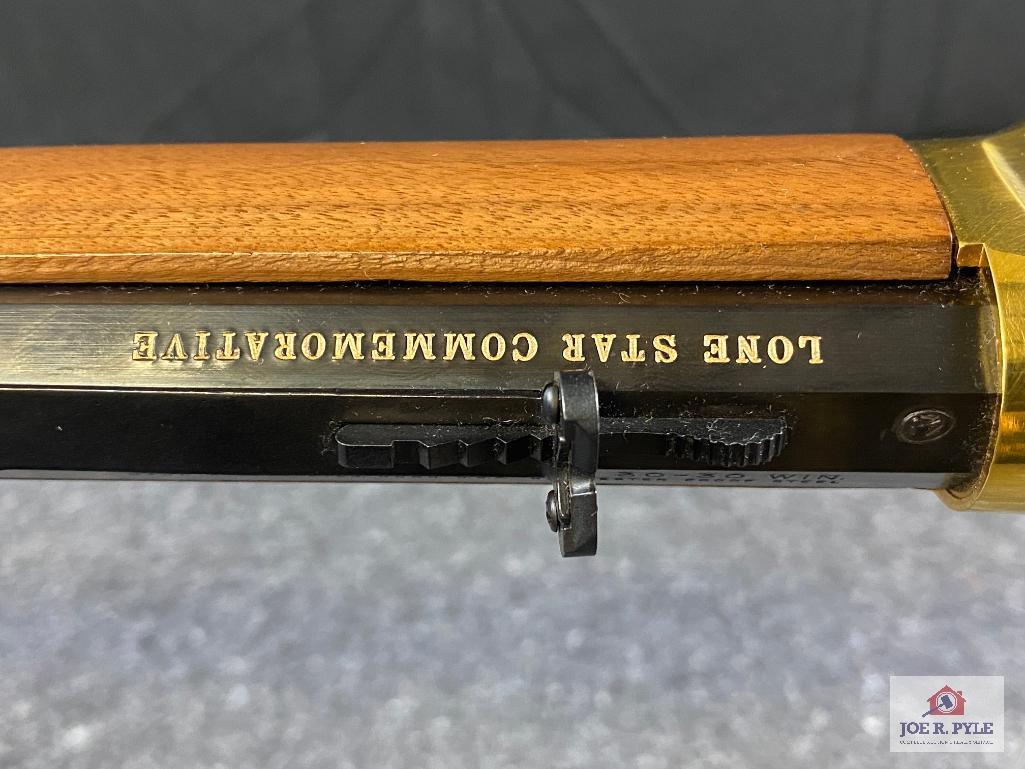 LONE STAR COMMEMORATIVE
30-30 WIN.
JOE R. PYLE